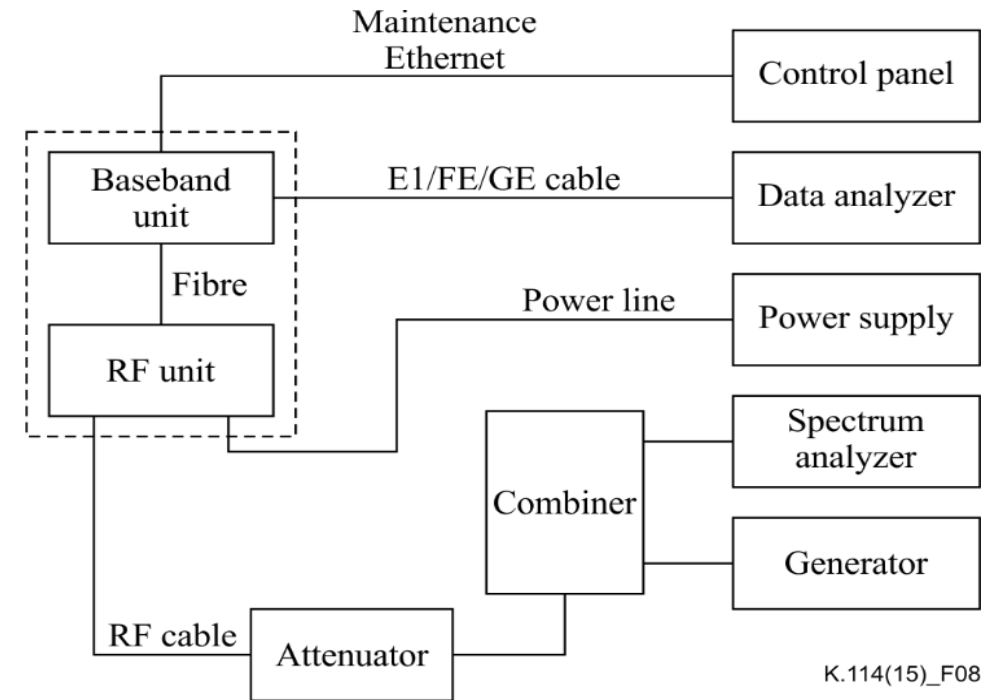 Maintenance
Ethernet
Control panel
Baseband
unit
E1/FE/GE cable
Data analyzer
Fibre
Power line
Power supply
RF unit
Spectrum
analyzer
Combiner
Generator
RF cable
Attenuator
K.114(15)_F08